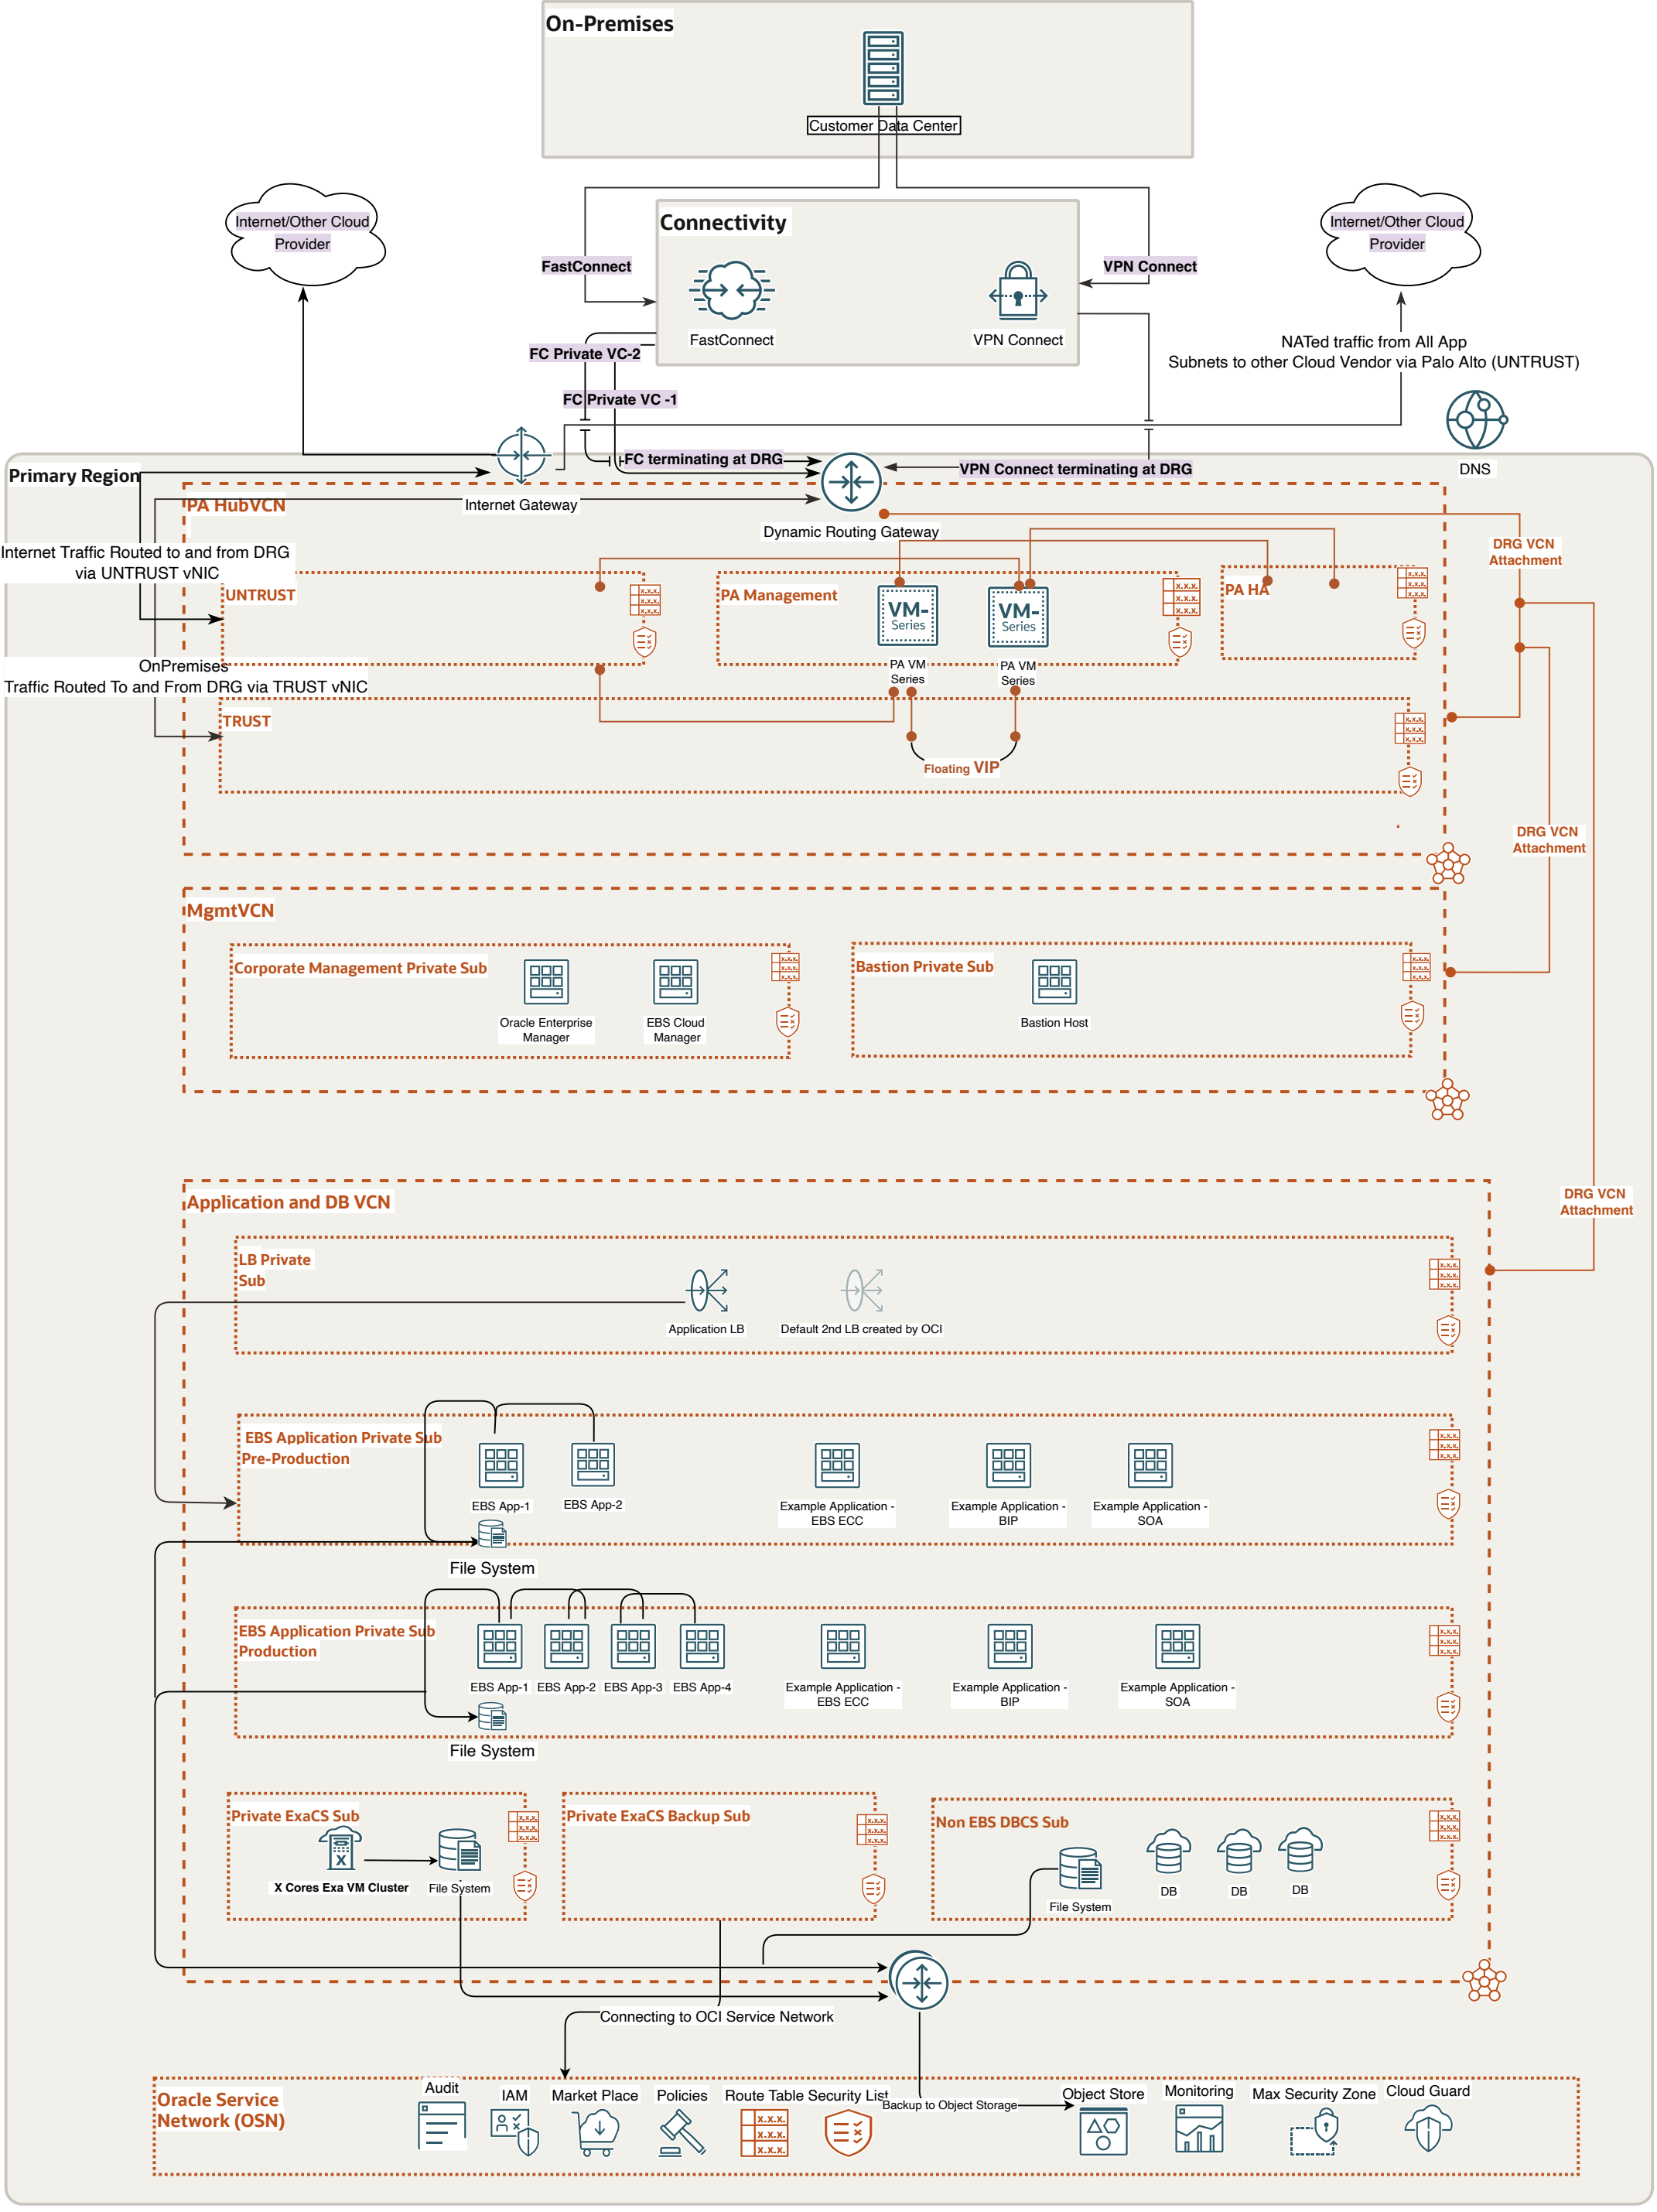 On-Premises
Customer Data Center
Internet/Other Cloud
Provider
Connectivity
Internet/Other Cloud
Provider
FastConnect
VPN Connect
FastConnect
VPN Connect
FC Private VC-2
NATed traffic from All App
Subnets to other Cloud Vendor via Palo Alto (UNTRUST)
FC Private VC -1
FC terminating at DRG
VPN Connect terminating at DRG
DNS
Primary Region
PA HubVCN
Internet Gateway
Dynamic Routing Gateway
DRG VCN
Attachment
Internet Traffic Routed to and from DRG
via UNTRUST vNIC
UNTRUST
x.x.x.
x.x.x.
x.x.x.
PA Management
VM-
Series
VM-
Series
x.x.x.
x.x.x.
x.x.x.
PA HA
x.x.x.
x.x.x.
x.x.x.
PA VM
Series
PA VM
Series
OnPremises
Traffic Routed To and From DRG via TRUST vNIC
TRUST
x.x.x.
x.x.x.
x.x.x.
Floating VIP
DRG VCN
Attachment
MgmtVCN
Corporate Management Private Sub
x.x.x.
x.x.x.
x.x.x.
Bastion Private Sub
x.x.x.
x.x.x.
x.x.x.
Oracle Enterprise
Manager
EBS Cloud
Manager
Bastion Host
Application and DB VCN
DRG VCN
Attachment
LB Private
Sub
x.x.x.
x.x.x.
x.x.x.
Application LB
Default 2nd LB created by OCI
EBS Application Private Sub
Pre-Production
x.x.x.
x.x.x.
x.x.x.
EBS App-1
EBS App-2
Example Application -
EBS ECC
Example Application -
BIP
Example Application -
SOA
File System
EBS Application Private Sub
Production
x.x.x.
x.x.x.
x.x.x.
EBS App-1
EBS App-2
EBS App-3
EBS App-4
Example Application -
EBS ECC
Example Application -
BIP
Example Application -
SOA
File System
Private ExaCS Sub
x.x.x.
x.x.x.
x.x.x.
X
X Cores Exa VM Cluster
File System
Private ExaCS Backup Sub
x.x.x.
x.x.x.
x.x.x.
Non EBS DBCS Sub
x.x.x.
x.x.x.
x.x.x.
File System
DB
DB
DB
Connecting to OCI Service Network
Oracle Service
Network (OSN)
Audit
IAM
Market Place
Policies
Route Table
Security List
x.x.x.
x.x.x.
x.x.x.
Backup to Object Storage
Object Store
Monitoring
Max Security Zone
Cloud Guard